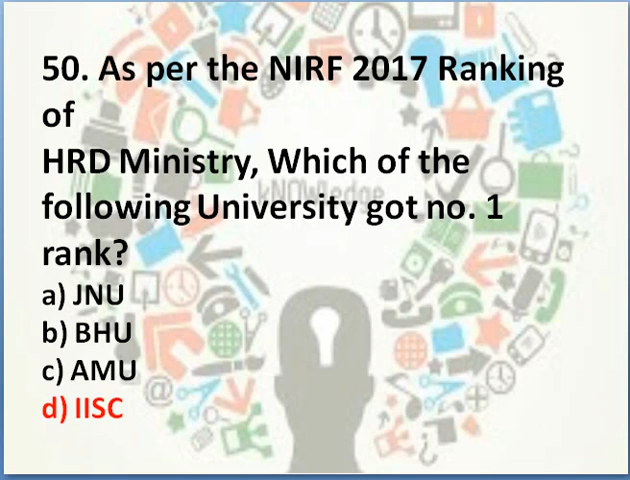 50. As per the NIRF 2017 Ranking
of
HRD Ministry, Which of the
kNOWledge
following University got no. 1
rank?
a) JNU
b) BHU
c) AMU
d) IISC